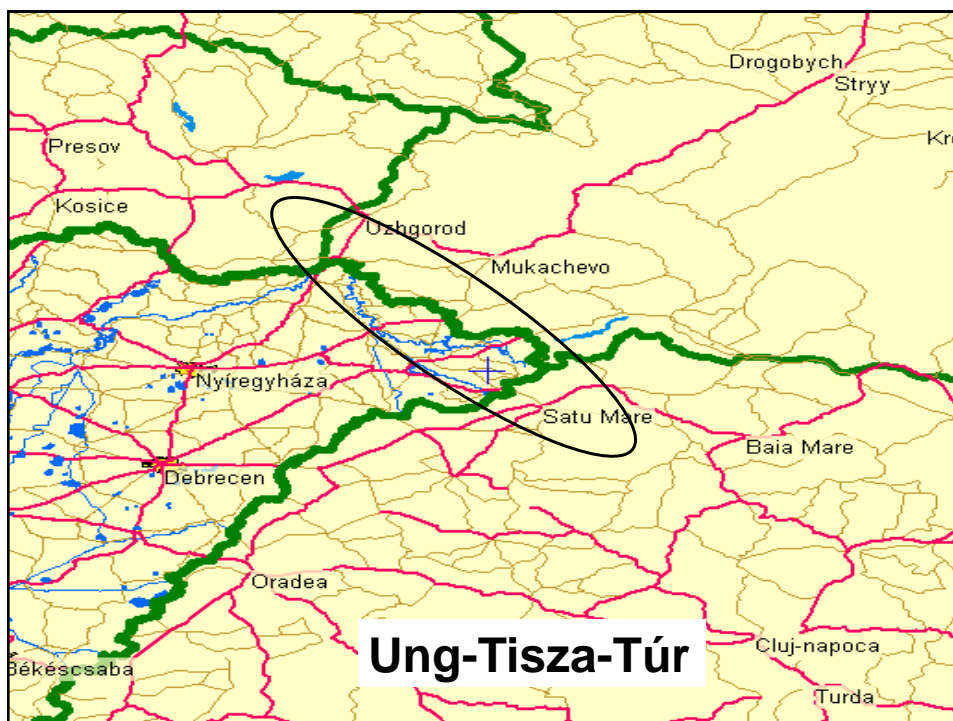 Drogobych
Stryy
Presov
Kosice
Uzhgorod
Mukachevo
Nyíregyháza
Satu Mare
Baia Mare
Debrecen
Oradea
Ung-Tisza-Túr
Cluj-napoca
Békéscsaba
Turda